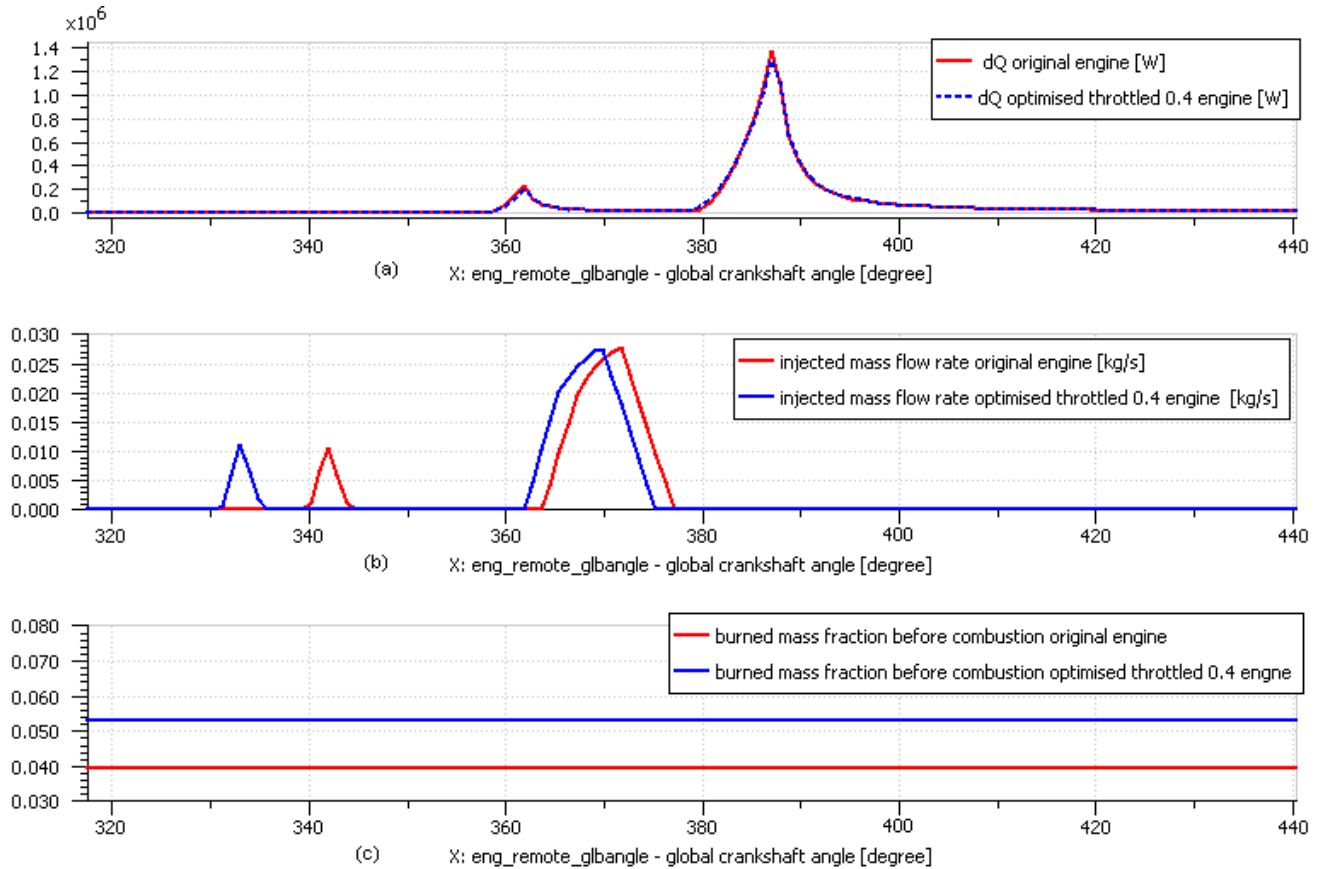 x10^6
1.4
1.2
1.0
0.8
0.6
0.4
0.2
0.0
dQ original engine [W]
dQ optimised throttled 0.4 engine [W]
320 340 360 380 400 420 440
(a) X: eng_remote_glbangle - global crankshaft angle [degree]
0.030
0.025
0.020
0.015
0.010
0.005
0.000
injected mass flow rate original engine [kg/s]
injected mass flow rate optimised throttled 0.4 engine [kg/s]
320 340 360 380 400 420 440
(b) X: eng_remote_glbangle - global crankshaft angle [degree]
0.080
0.070
0.060
0.050
0.040
0.030
burned mass fraction before combustion original engine
burned mass fraction before combustion optimised throttled 0.4 engne
320 340 360 380 400 420 440
(c) X: eng_remote_glbangle - global crankshaft angle [degree]